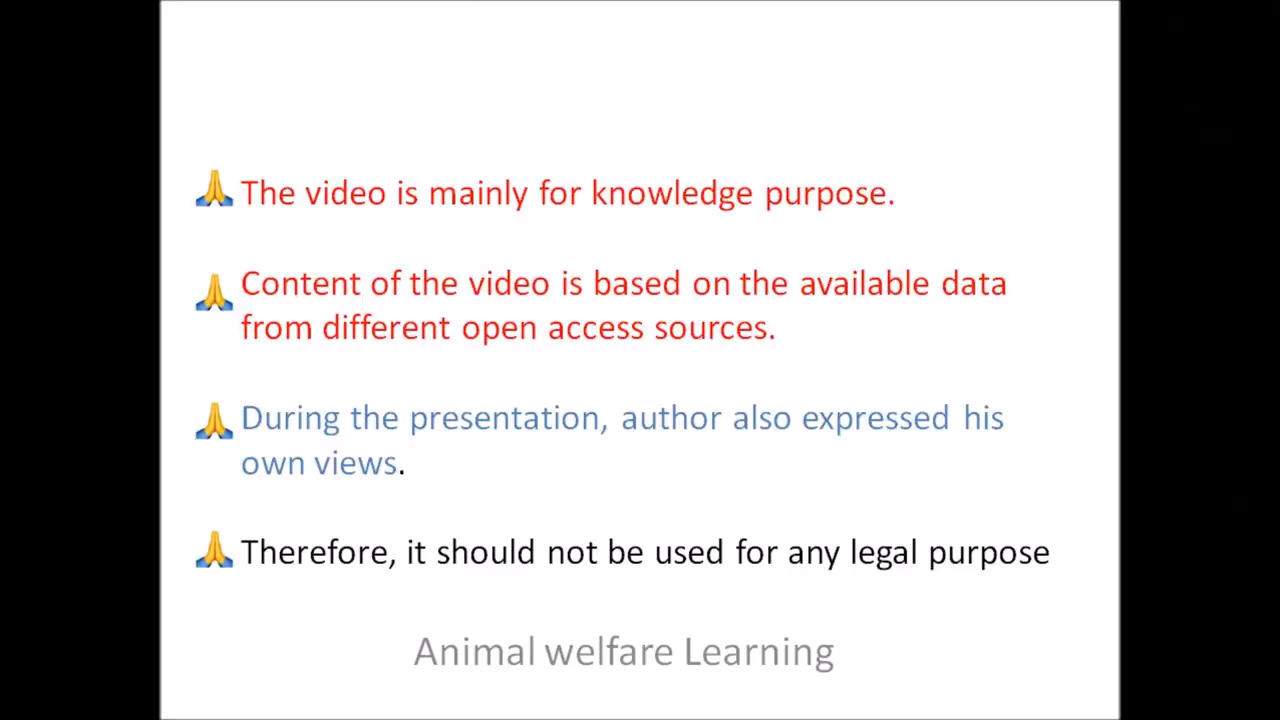 🙏 The video is mainly for knowledge purpose.
🙏 Content of the video is based on the available data
from different open access sources.
🙏 During the presentation, author also expressed his
own views.
🙏 Therefore, it should not be used for any legal purpose
Animal welfare Learning